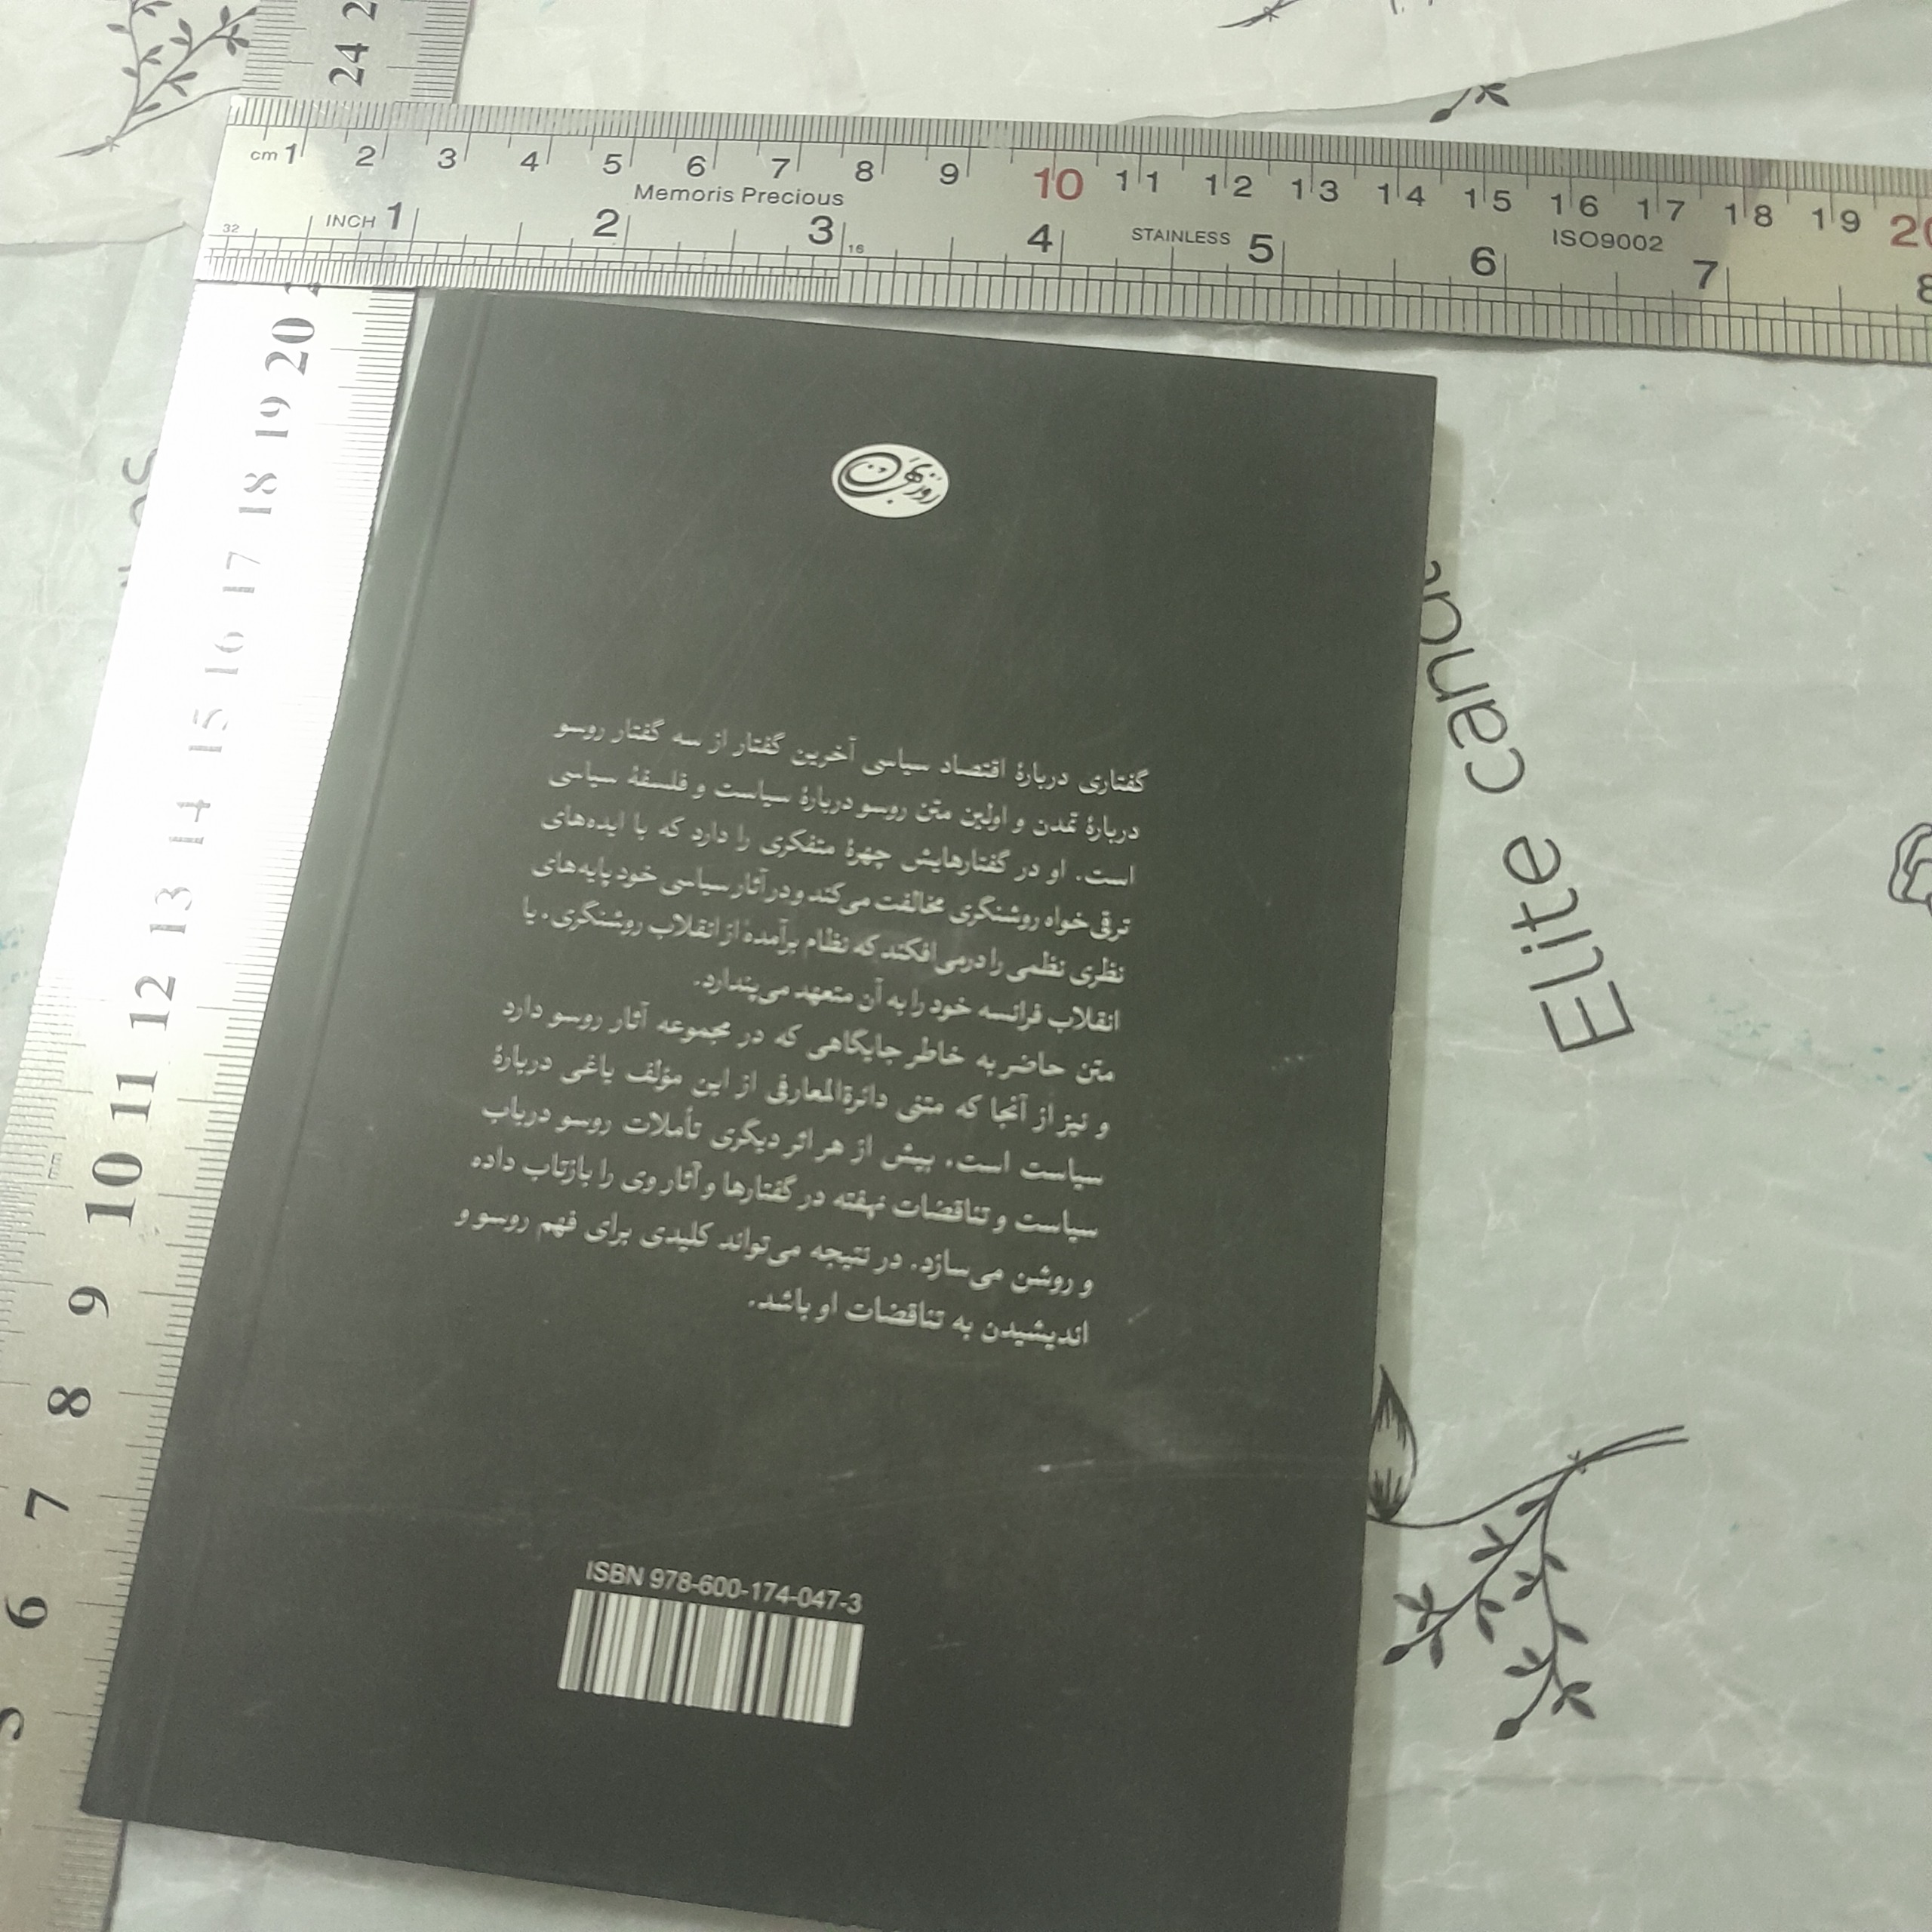 24
cm 1 2 3 4 5 6 7 8 9 10 11 12 13 14 15 16 17 18 19
Memoris Precious
INCH 1 2 3 4 STAINLESS 5 6 ISO9002 7 8
32
16
20
19
18
17
16
15
14
13
12
11
10
9
8
7
6
5
mm
روزبهان
گفتاری دربارهٔ اقتصاد سیاسی آخرین گفتار از سه گفتار روسو
دربارهٔ تمدن و اولین متن روسو دربارهٔ سیاست و فلسفهٔ سیاسی
است. او در گفتارهایش چهرهٔ متفکری را دارد که با ایده‌های
ترقی‌خواه روشنگری مخالفت می‌کند و در آثار سیاسی خود پایه‌های
نظری نظمی را درمی‌افکند که نظام برآمده از انقلاب روشنگری، یا
انقلاب فرانسه خود را به آن متعهد می‌پندارد.
متن حاضر به خاطر جایگاهی که در مجموعه آثار روسو دارد
و نیز از آنجا که متنی دائرةالمعارفی از این مؤلف یاغی دربارهٔ
سیاست است، بیش از هر اثر دیگری تأملات روسو درباب
سیاست و تناقضات نهفته در گفتارها و آثار وی را بازتاب داده
و روشن می‌سازد. در نتیجه می‌تواند کلیدی برای فهم روسو و
اندیشیدن به تناقضات او باشد.
ISBN 978-600-174-047-3
Elite